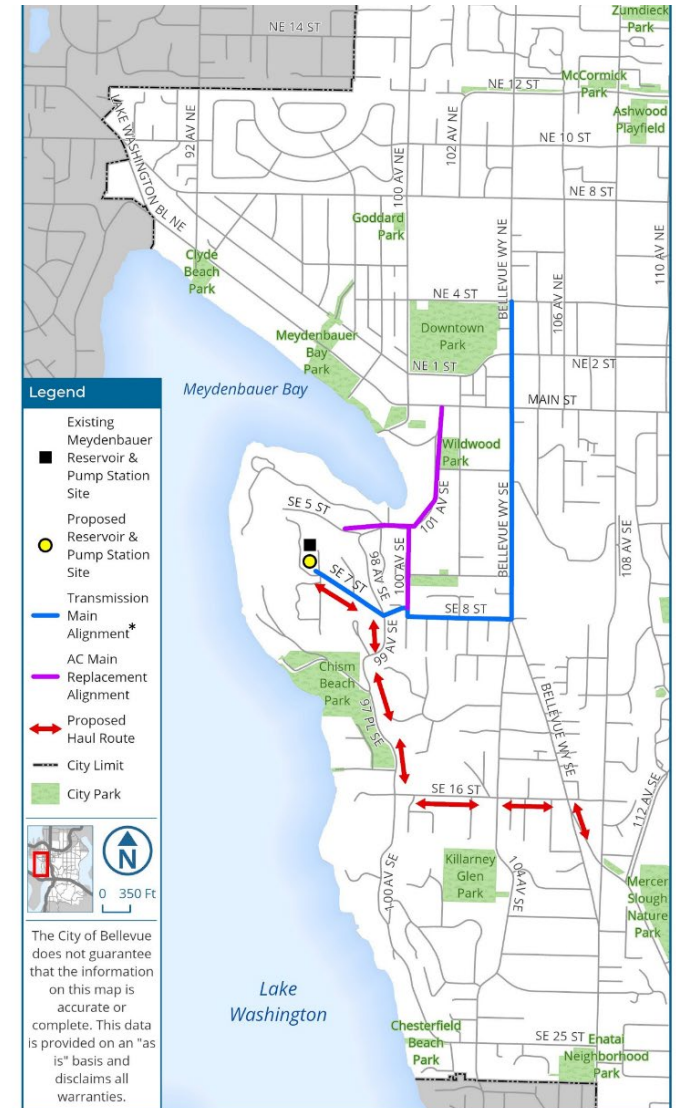 NE 14 ST
Zumdieck
Park
NE 12 ST
McCormick
Park
Ashwood
Playfield
LAKE WASHINGTON BL NE
92 AV NE
102 AV NE
NE 10 ST
100 AV NE
NE 8 ST
Goddard
Park
BELLEVUE WY NE
110 AV NE
Clyde
Beach
Park
NE 4 ST
106 AV NE
Downtown
Park
Meydenbauer
Bay
Park
NE 1 ST
NE 2 ST
Meydenbauer Bay
MAIN ST
Wildwood
Park
101 AV SE
SE 5 ST
98 AV SE
100 AV SE
BELLEVUE WY SE
108 AV SE
SE 7 ST
SE 8 ST
99 AV SE
Chism
Beach
Park
97 PL SE
BELLEVUE WY SE
SE 16 ST
112 AV SE
Killarney
Glen
Park
100 AV SE
104 AV SE
Mercer
Slough
Nature
Park
Lake
Washington
Chesterfield
Beach
Park
SE 25 ST
Enatai
Neighborhood
Park
Legend
Existing
Meydenbauer
Reservoir &
Pump Station
Site
Proposed
Reservoir &
Pump Station
Site
Transmission
Main
Alignment*
AC Main
Replacement
Alignment
Proposed
Haul Route
City Limit
City Park
N
0 350 Ft
The City of Bellevue
does not guarantee
that the information
on this map is
accurate or
complete. This data
is provided on an "as
is" basis and
disclaims all
warranties.